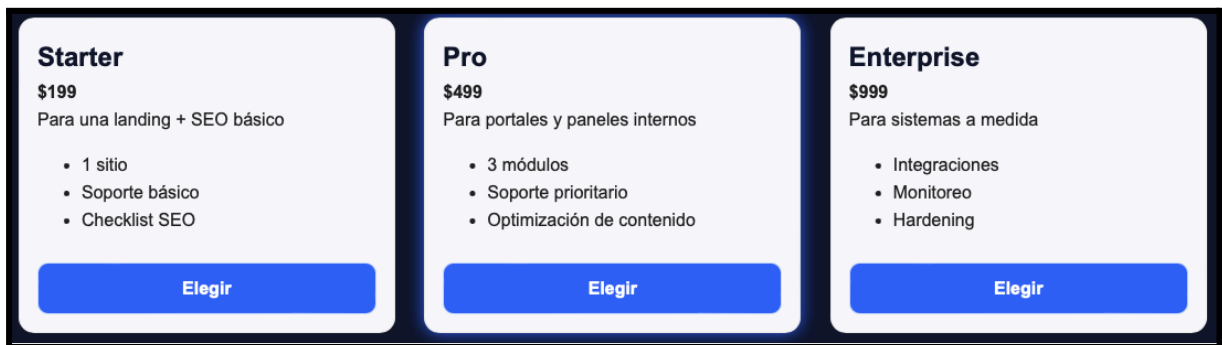 Starter
$199
Para una landing + SEO básico
• 1 sitio
• Soporte básico
• Checklist SEO
Elegir
Pro
$499
Para portales y paneles internos
• 3 módulos
• Soporte prioritario
• Optimización de contenido
Elegir
Enterprise
$999
Para sistemas a medida
• Integraciones
• Monitoreo
• Hardening
Elegir